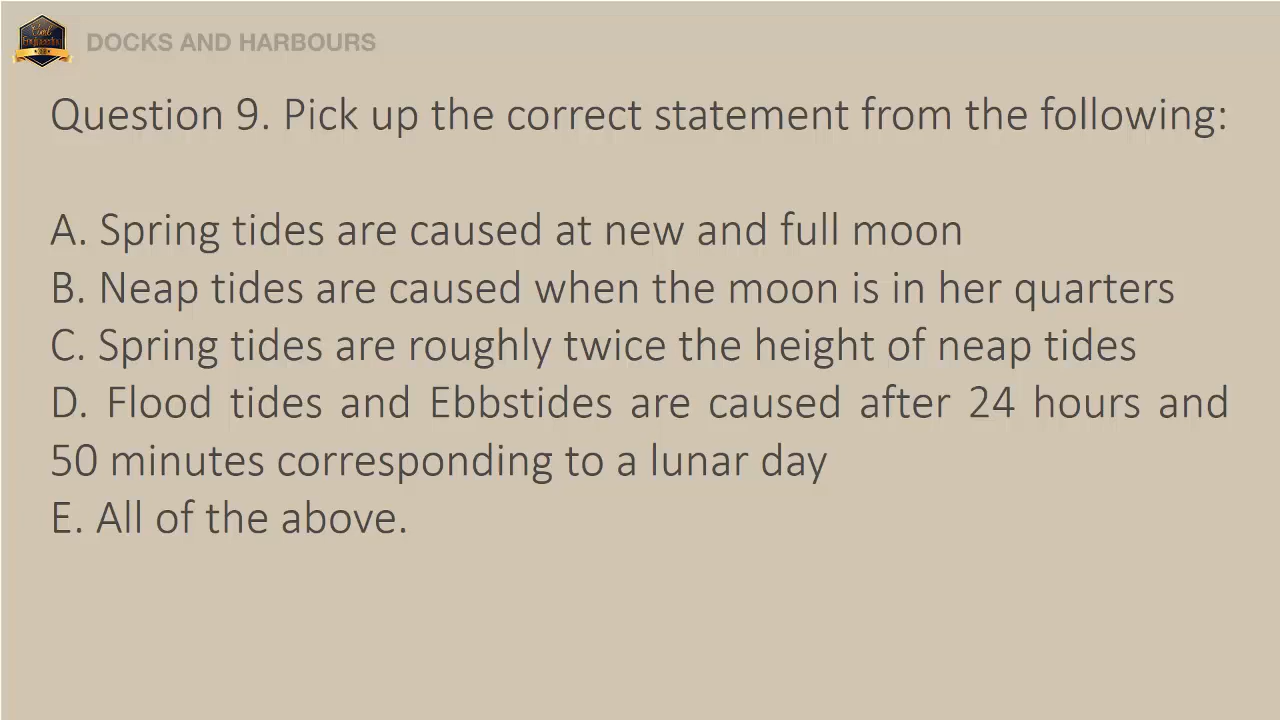 Civil
Engineering
DOCKS AND HARBOURS
Question 9. Pick up the correct statement from the following:
A. Spring tides are caused at new and full moon
B. Neap tides are caused when the moon is in her quarters
C. Spring tides are roughly twice the height of neap tides
D. Flood tides and Ebbstides are caused after 24 hours and
50 minutes corresponding to a lunar day
E. All of the above.